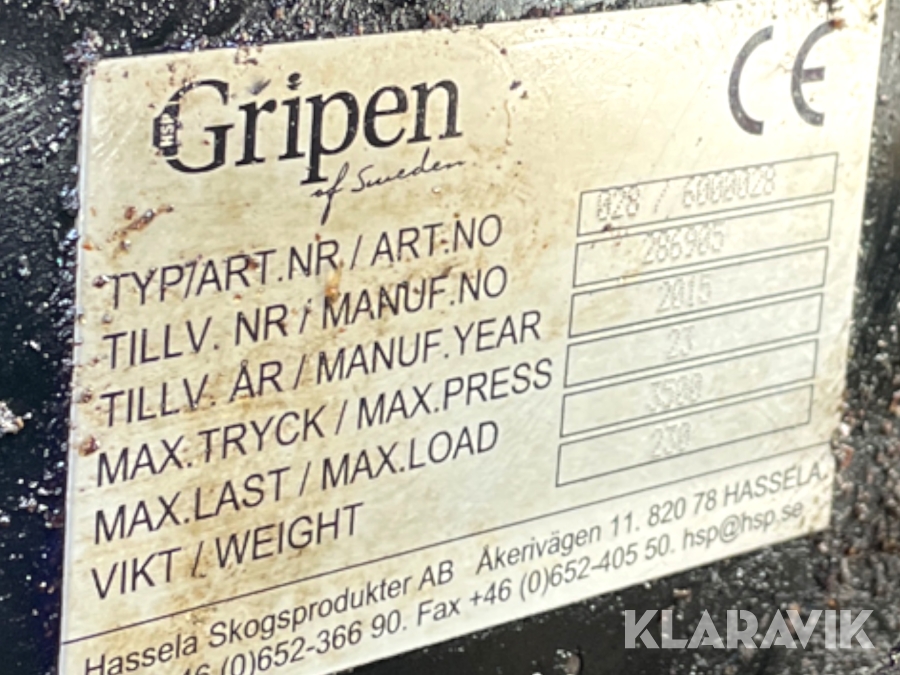 HSP Gripen
of Sweden
CE
TYP/ART.NR / ART.NO 028 / 6000028
TILLV. NR / MANUF.NO 286905
TILLV. ÅR / MANUF.YEAR 2015
MAX.TRYCK / MAX.PRESS 23
MAX.LAST / MAX.LOAD 3500
VIKT / WEIGHT 230
Hassela Skogsprodukter AB Åkerivägen 11. 820 78 HASSELA.
(0)652-366 90. Fax +46 (0)652-405 50. hsp@hsp.se
KLARAVIK